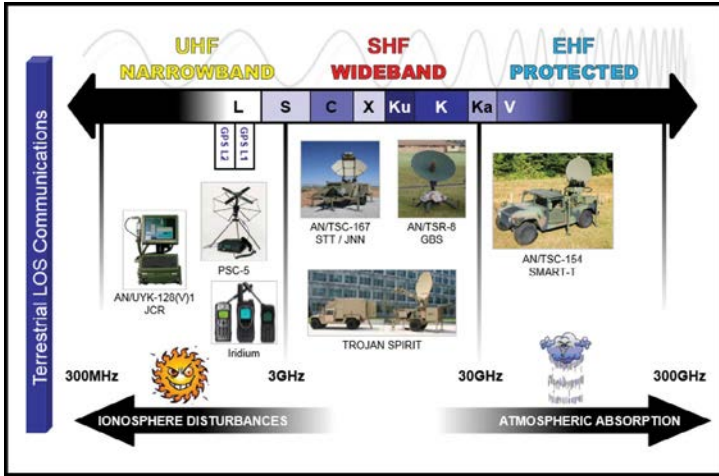 UHF
NARROWBAND
SHF
WIDEBAND
EHF
PROTECTED
L
S
C
X
Ku
K
Ka
V
GPS L2
GPS L1
Terrestrial LOS Communications
AN/TSC-167
STT / JNN
AN/TSR-8
GBS
AN/TSC-154
SMART-T
PSC-5
AN/UYK-128(V)1
JCR
Iridium
TROJAN SPIRIT
300MHz
3GHz
30GHz
300GHz
IONOSPHERE DISTURBANCES
ATMOSPHERIC ABSORPTION